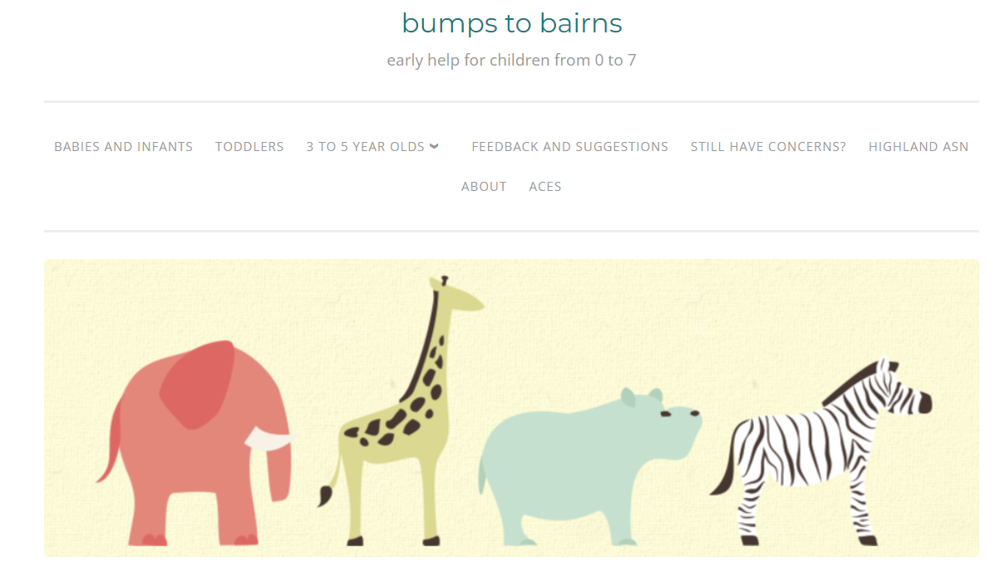 bumps to bairns
early help for children from 0 to 7
BABIES AND INFANTS TODDLERS 3 TO 5 YEAR OLDS FEEDBACK AND SUGGESTIONS STILL HAVE CONCERNS? HIGHLAND ASN
ABOUT ACES